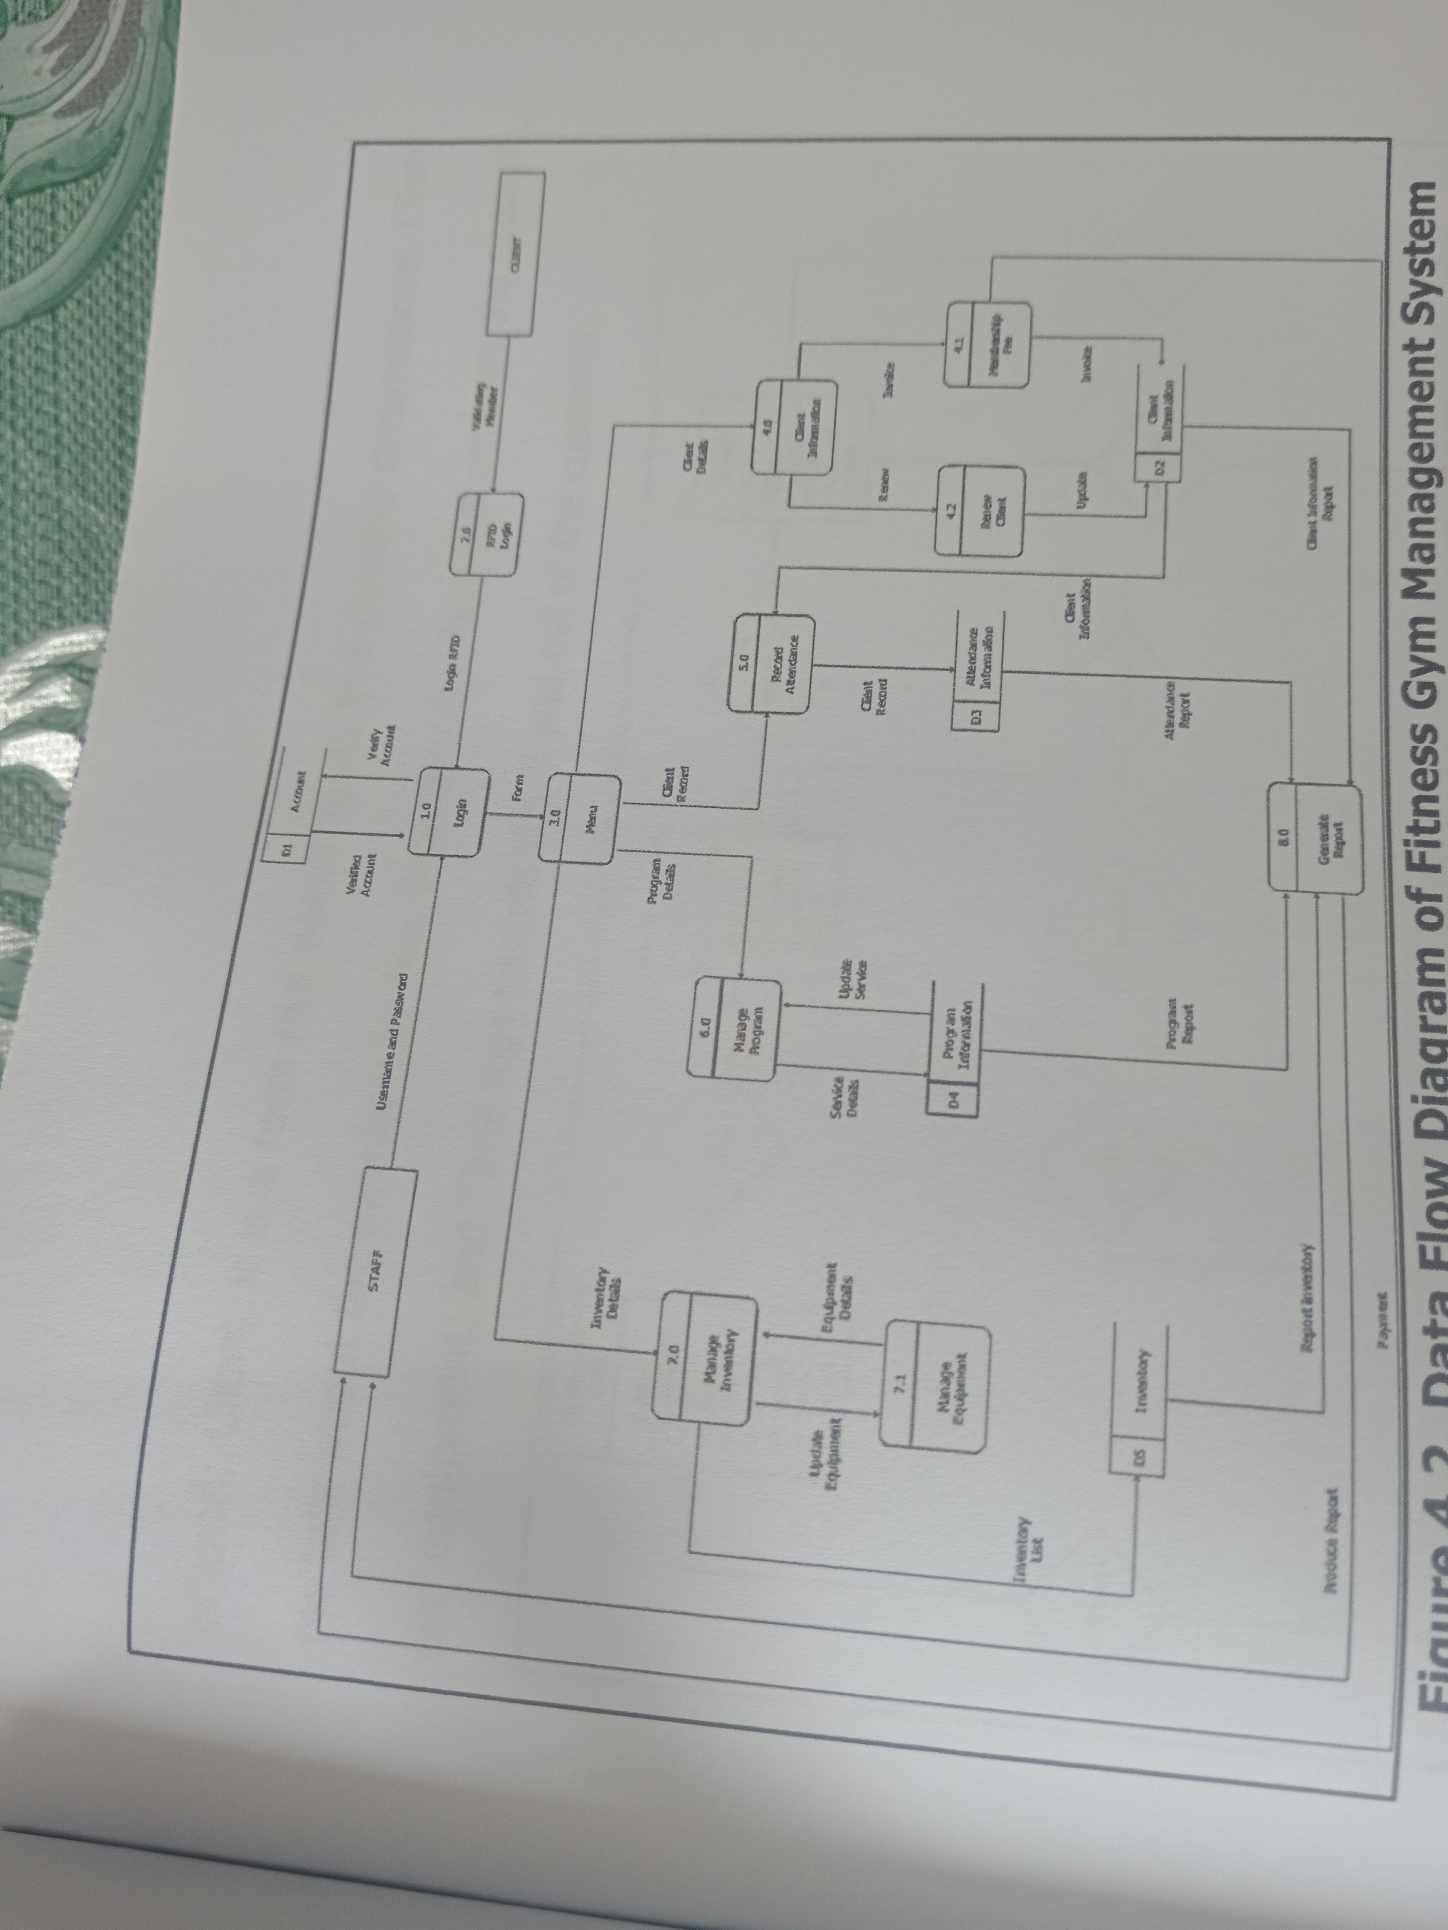 D1
Account
Verified
Account
Verify
Account
STAFF
Username and Password
1.0
Login
Login RFID
2.0
RFID
Login
Validating
Member
CLIENT
Form
3.0
Menu
Inventory
Details
Program
Details
Client
Record
Client
Details
7.0
Manage
Inventory
6.0
Manage
Program
5.0
Record
Attendance
4.0
Client
Information
Update
Equipment
Equipment
Details
Service
Details
Update
Service
Client
Record
Renew
Invoice
7.1
Manage
Equipment
D4
Program
Information
D3
Attendance
Information
4.2
Renew
Client
4.1
Membership
Fee
Inventory
List
Client
Information
Update
Invoice
D5
Inventory
D2
Client
Information
Program
Report
Attendance
Report
8.0
Generate
Report
Report Inventory
Client Information
Report
Produce Report
Payment
Figure 4.2 Data Flow Diagram of Fitness Gym Management System